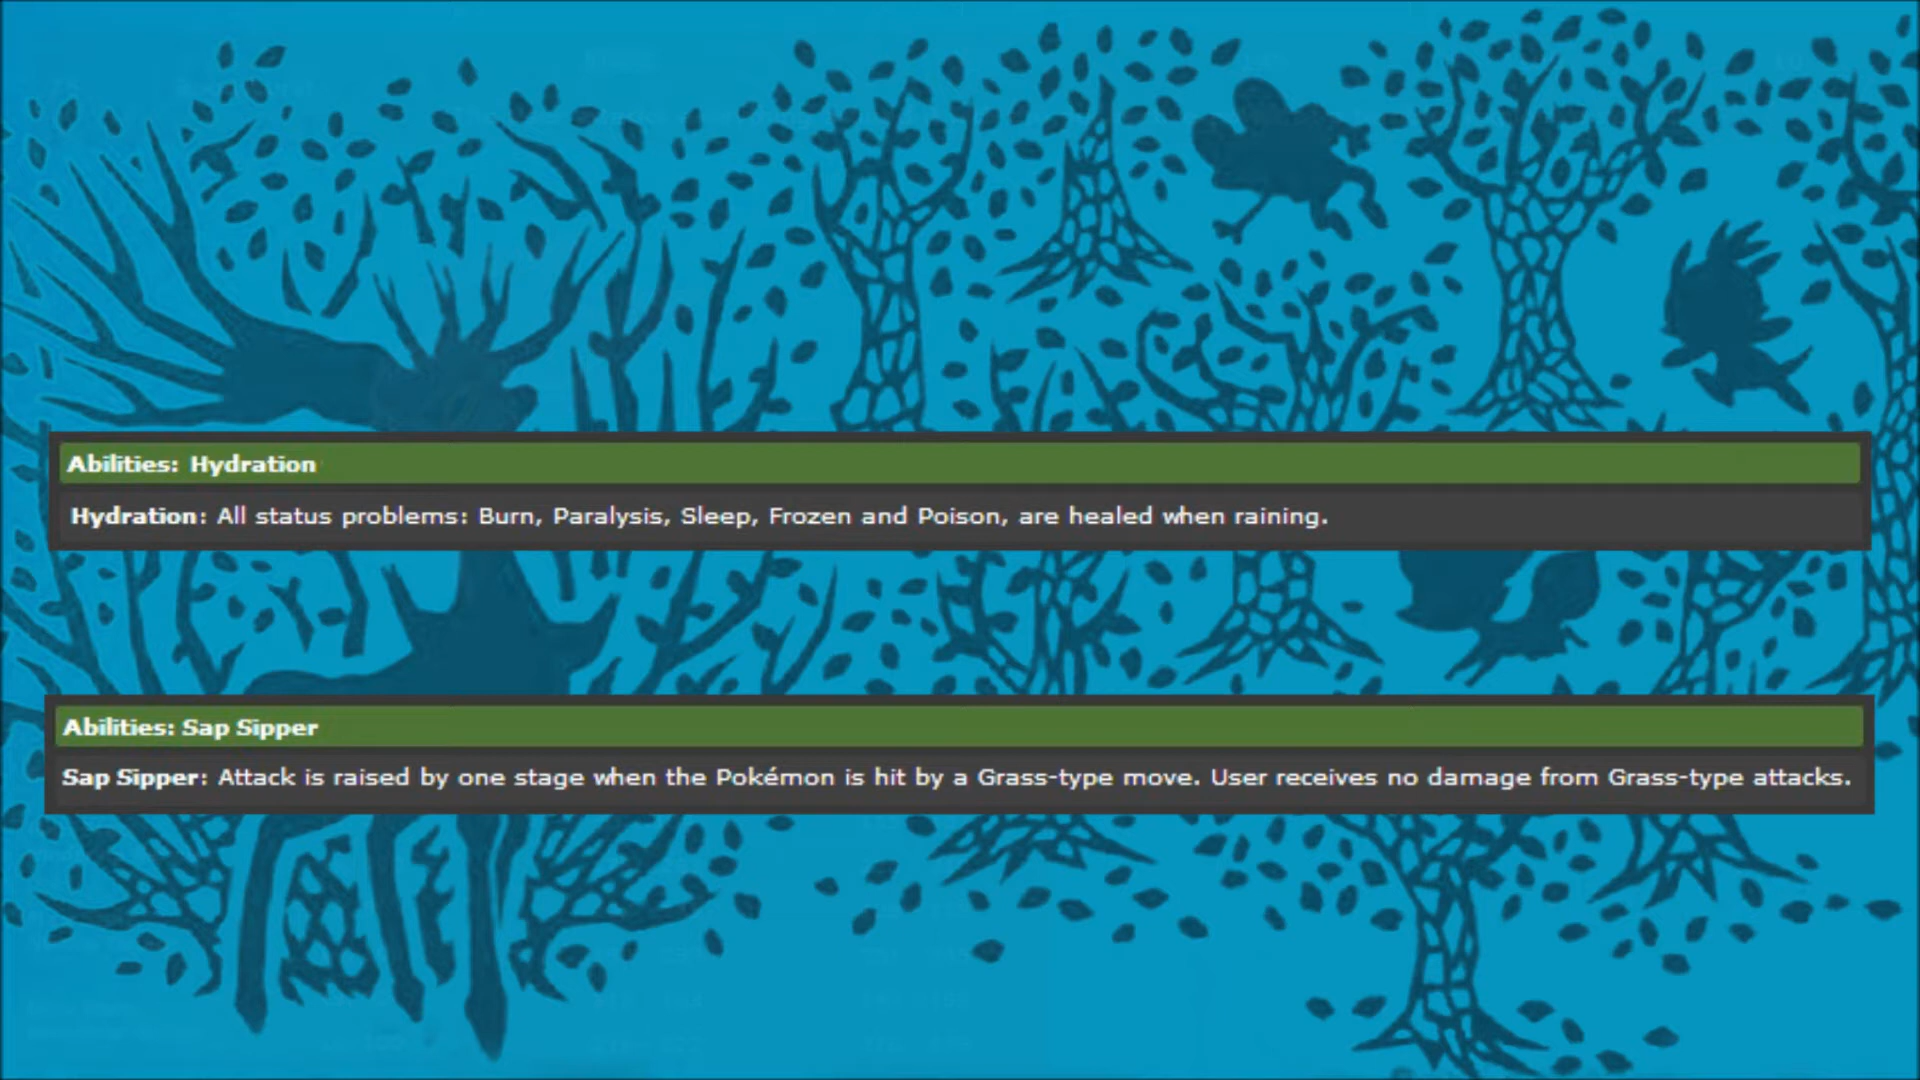 Abilities: Hydration
Hydration: All status problems: Burn, Paralysis, Sleep, Frozen and Poison, are healed when raining.
Abilities: Sap Sipper
Sap Sipper: Attack is raised by one stage when the Pokémon is hit by a Grass-type move. User receives no damage from Grass-type attacks.